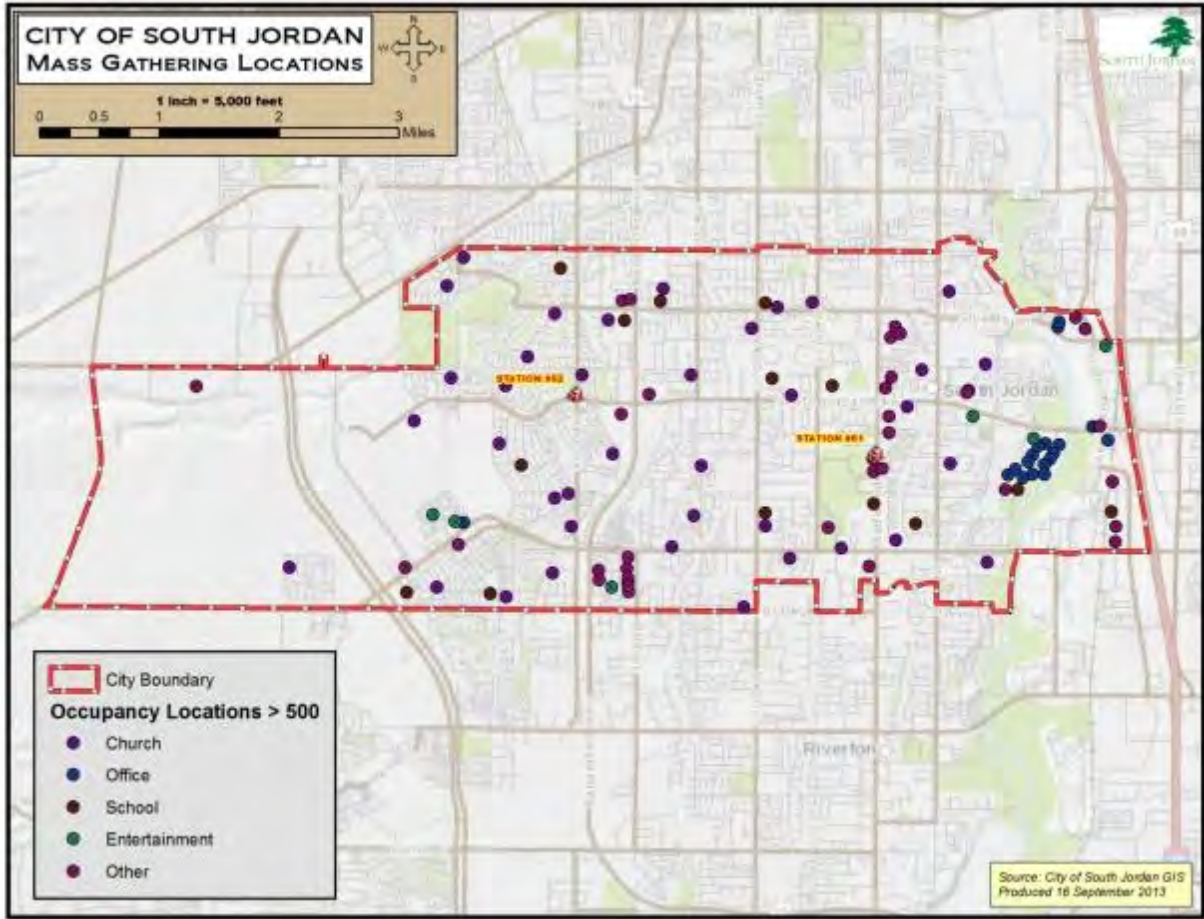 CITY OF SOUTH JORDAN
MASS GATHERING LOCATIONS
N
W
E
S
SOUTH JORDAN
1 inch = 5,000 feet
0 0.5 1 2 3
Miles
STATION #62
South Jordan
STATION #61
City Boundary
Occupancy Locations > 500
Church
Office
School
Entertainment
Other
Riverton
Source: City of South Jordan GIS
Produced 16 September 2013